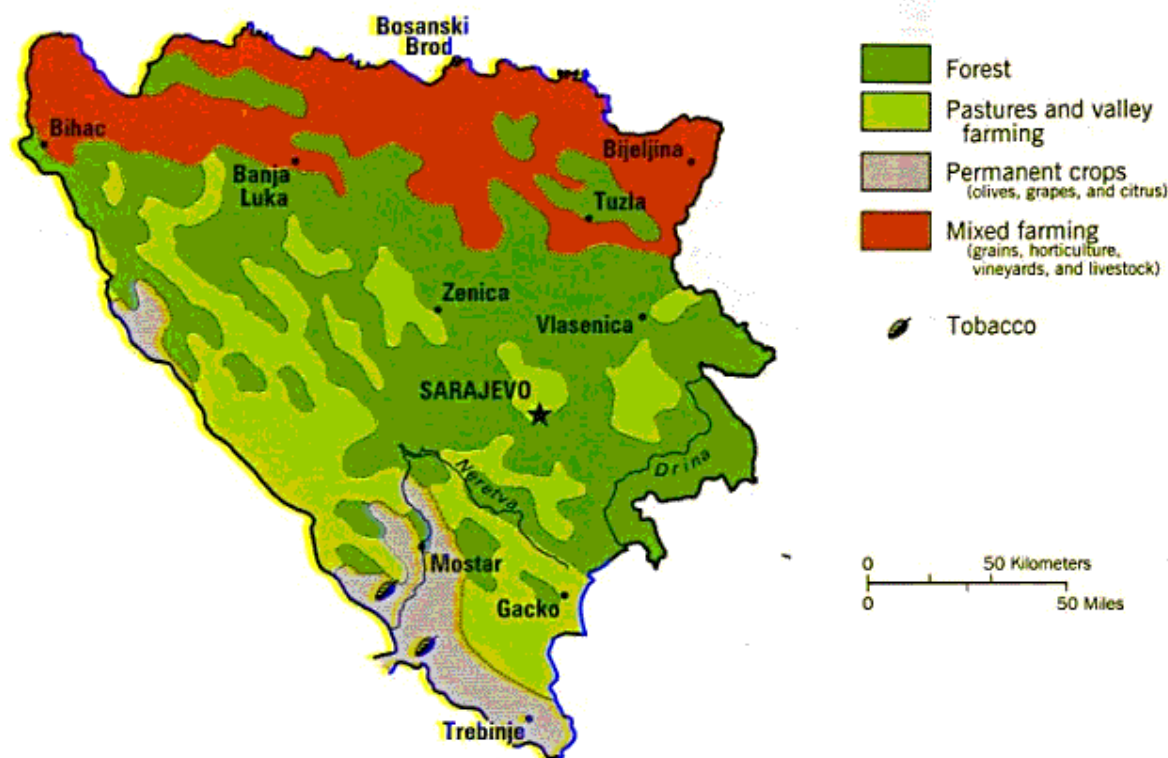 Bosanski
Brod
Bihac
Banja
Luka
Bijeljina
Tuzla
Zenica
Vlasenica
SARAJEVO
Neretva
Drina
Mostar
Gacko
Trebinje
Forest
Pastures and valley
farming
Permanent crops
(olives, grapes, and citrus)
Mixed farming
(grains, horticulture,
vineyards, and livestock)
Tobacco
0 50 Kilometers
0 50 Miles